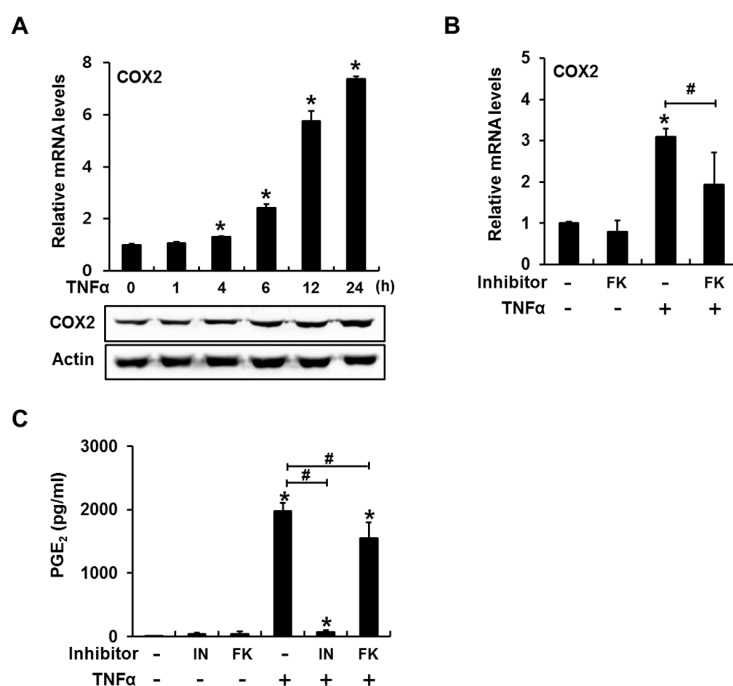 A
COX2
Relative mRNA levels
8
6
4
2
0
* * * *
TNFα 0 1 4 6 12 24 (h)
COX2
Actin
B
COX2
Relative mRNA levels
5
4
3
2
1
0
#
*
Inhibitor - FK - FK
TNFα - - + +
C
PGE₂ (pg/ml)
3000
2000
1000
0
#
#
* * *
Inhibitor - IN FK - IN FK
TNFα - - - + + +